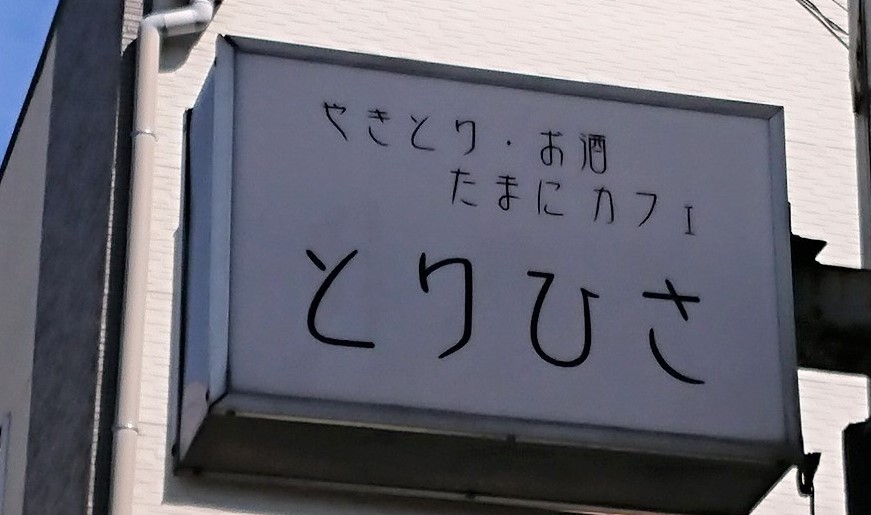 やきとり・お酒
たまにカフェ
とりひさ